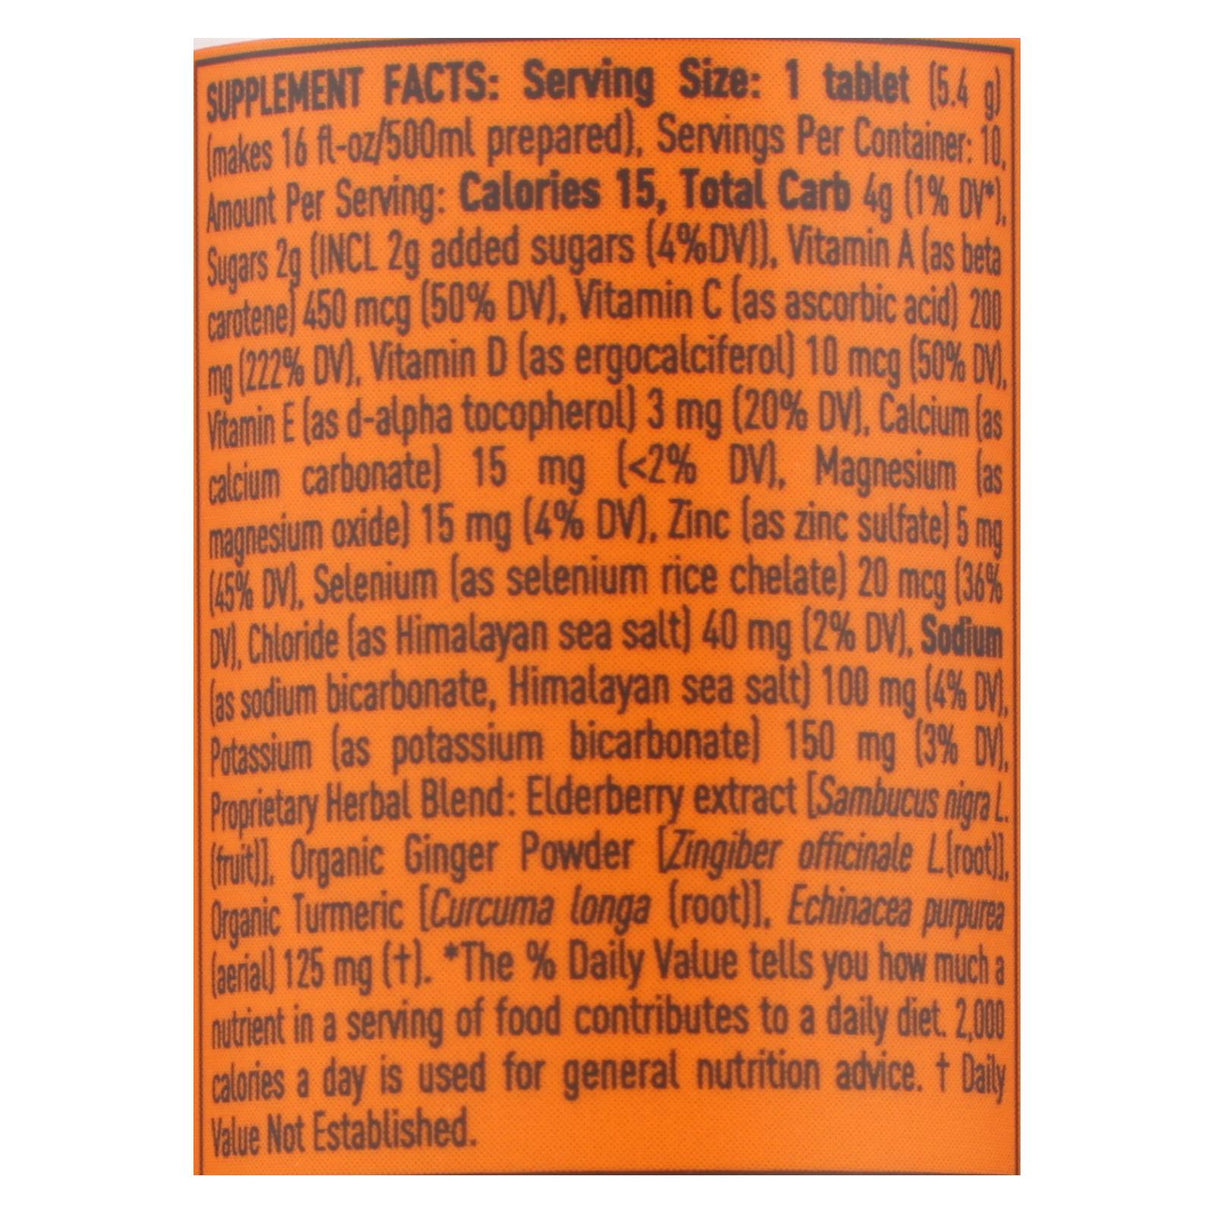 SUPPLEMENT FACTS: Serving Size: 1 tablet (5.4 g)
(makes 16 fl-oz/500ml prepared), Servings Per Container: 10,
Amount Per Serving: Calories 15, Total Carb 4g (1% DV*),
Sugars 2g (INCL 2g added sugars (4%DV)), Vitamin A (as beta
carotene) 450 mcg (50% DV), Vitamin C (as ascorbic acid) 200
mg (222% DV), Vitamin D (as ergocalciferol) 10 mcg (50% DV),
Vitamin E (as d-alpha tocopherol) 3 mg (20% DV), Calcium (as
calcium carbonate) 15 mg (<2% DV), Magnesium (as
magnesium oxide) 15 mg (4% DV), Zinc (as zinc sulfate) 5 mg
(45% DV), Selenium (as selenium rice chelate) 20 mcg (36%
DV), Chloride (as Himalayan sea salt) 40 mg (2% DV), Sodium
(as sodium bicarbonate, Himalayan sea salt) 100 mg (4% DV),
Potassium (as potassium bicarbonate) 150 mg (3% DV),
Proprietary Herbal Blend: Elderberry extract [Sambucus nigra L.
(fruit)], Organic Ginger Powder [Zingiber officinale L.(root)],
Organic Turmeric [Curcuma longa (root)], Echinacea purpurea
(aerial) 125 mg (†). *The % Daily Value tells you how much a
nutrient in a serving of food contributes to a daily diet. 2,000
calories a day is used for general nutrition advice. † Daily
Value Not Established.